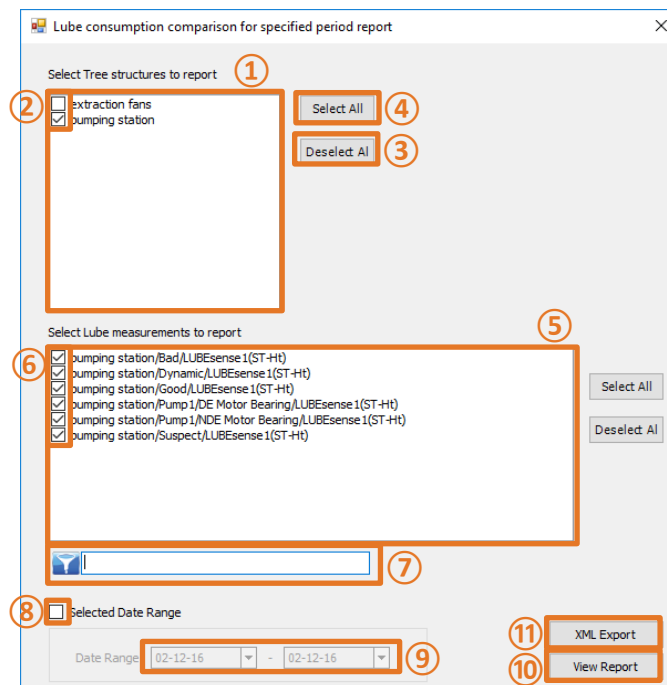 Lube consumption comparison for specified period report
Select Tree structures to report ①
② extraction fans
pumping station
Select All ④
Deselect Al ③
Select Lube measurements to report ⑤
⑥ pumping station/Bad/LUBEsense1(ST-Ht)
pumping station/Dynamic/LUBEsense1(ST-Ht)
pumping station/Good/LUBEsense1(ST-Ht)
pumping station/Pump1/DE Motor Bearing/LUBEsense1(ST-Ht)
pumping station/Pump1/NDE Motor Bearing/LUBEsense1(ST-Ht)
pumping station/Suspect/LUBEsense1(ST-Ht)
Select All
Deselect Al
⑦
⑧ Selected Date Range
Date Range 02-12-16 - 02-12-16 ⑨
⑪ XML Export
⑩ View Report